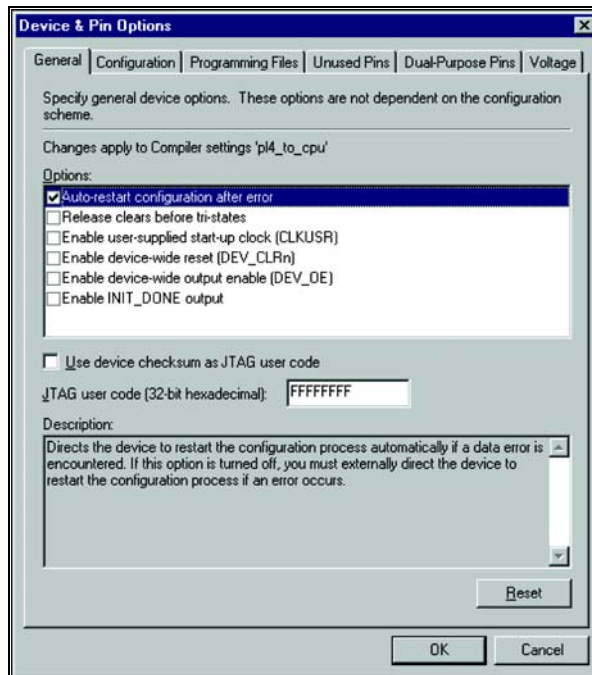 Device & Pin Options
General
Configuration
Programming Files
Unused Pins
Dual-Purpose Pins
Voltage
Specify general device options. These options are not dependent on the configuration
scheme.
Changes apply to Compiler settings 'pl4_to_cpu'
Options:
Auto-restart configuration after error
Release clears before tri-states
Enable user-supplied start-up clock (CLKUSR)
Enable device-wide reset (DEV_CLRn)
Enable device-wide output enable (DEV_OE)
Enable INIT_DONE output
Use device checksum as JTAG user code
JTAG user code (32-bit hexadecimal):
FFFFFFFF
Description:
Directs the device to restart the configuration process automatically if a data error is
encountered. If this option is turned off, you must externally direct the device to
restart the configuration process if an error occurs.
Reset
OK
Cancel